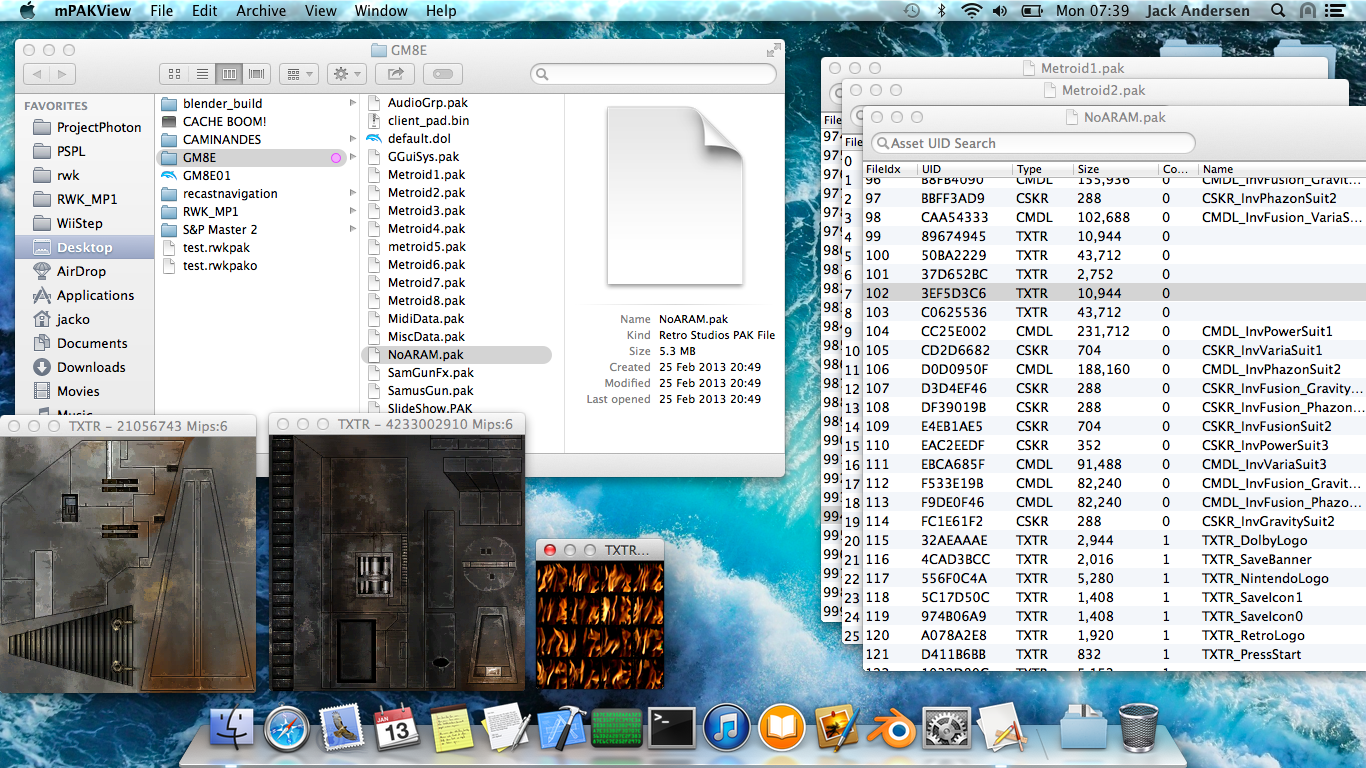 mPAKView File Edit Archive View Window Help
Mon 07:39 Jack Andersen
GM8E
FAVORITES
ProjectPhoton
PSPL
rwk
RWK_MP1
WiiStep
Desktop
AirDrop
Applications
jacko
Documents
Downloads
Movies
Music
blender_build
CACHE BOOM!
CAMINANDES
GM8E
GM8E01
recastnavigation
RWK_MP1
S&P Master 2
test.rwkpak
test.rwkpako
AudioGrp.pak
client_pad.bin
default.dol
GGuiSys.pak
Metroid1.pak
Metroid2.pak
Metroid3.pak
Metroid4.pak
metroid5.pak
Metroid6.pak
Metroid7.pak
Metroid8.pak
MidiData.pak
MiscData.pak
NoARAM.pak
SamGunFx.pak
SamusGun.pak
SlideShow.PAK
Name NoARAM.pak
Kind Retro Studios PAK File
Size 5.3 MB
Created 25 Feb 2013 20:49
Modified 25 Feb 2013 20:49
Last opened 25 Feb 2013 20:49
Metroid1.pak
Metroid2.pak
NoARAM.pak
Asset UID Search
FileIdx UID Type Size Co... Name
96 B8FB4090 CMDL 155,936 0 CMDL_InvFusion_Gravit...
97 BBFF3AD9 CSKR 288 0 CSKR_InvPhazonSuit2
98 CAA54333 CMDL 102,688 0 CMDL_InvFusion_VariaS...
99 89674945 TXTR 10,944 0
100 50BA2229 TXTR 43,712 0
101 37D652BC TXTR 2,752 0
102 3EF5D3C6 TXTR 10,944 0
103 C0625536 TXTR 43,712 0
104 CC25E002 CMDL 231,712 0 CMDL_InvPowerSuit1
105 CD2D6682 CSKR 704 0 CSKR_InvVariaSuit1
106 D0D0950F CMDL 188,160 0 CMDL_InvPhazonSuit2
107 D3D4EF46 CSKR 288 0 CSKR_InvFusion_Gravity...
108 DF39019B CSKR 288 0 CSKR_InvFusion_Phazon...
109 E4EB1AE5 CSKR 704 0 CSKR_InvFusionSuit2
110 EAC2EEDF CSKR 352 0 CSKR_InvPowerSuit3
111 EBCA685F CMDL 91,488 0 CMDL_InvVariaSuit3
112 F533E19B CMDL 82,240 0 CMDL_InvFusion_Gravit...
113 F9DE0F46 CMDL 82,240 0 CMDL_InvFusion_Phazo...
114 FC1E61F2 CSKR 288 0 CSKR_InvGravitySuit2
115 32AEAAAE TXTR 2,944 1 TXTR_DolbyLogo
116 4CAD3BCC TXTR 2,016 1 TXTR_SaveBanner
117 556F0C4A TXTR 5,280 1 TXTR_NintendoLogo
118 5C17D50C TXTR 1,408 1 TXTR_SaveIcon1
119 974B06A9 TXTR 1,408 1 TXTR_SaveIcon0
120 A078A2E8 TXTR 1,920 1 TXTR_RetroLogo
121 D411B6BB TXTR 832 1 TXTR_PressStart
TXTR - 21056743 Mips:6
TXTR - 4233002910 Mips:6
TXTR...
JAN
13